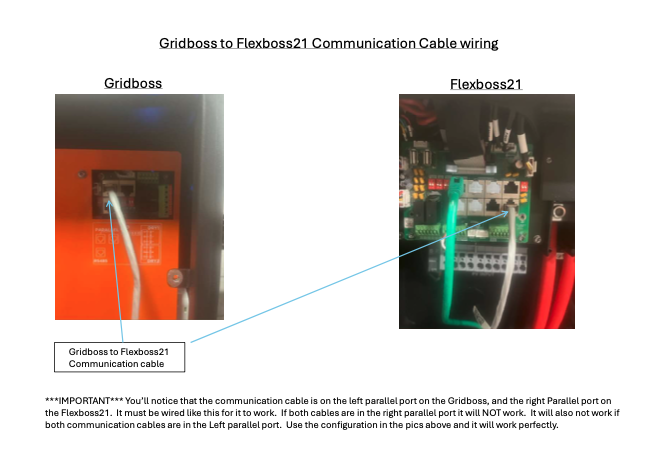 Gridboss to Flexboss21 Communication Cable wiring
Gridboss
Flexboss21
Gridboss to Flexboss21
Communication cable
***IMPORTANT*** You’ll notice that the communication cable is on the left parallel port on the Gridboss, and the right Parallel port on
the Flexboss21.  It must be wired like this for it to work.  If both cables are in the right parallel port it will NOT work.  It will also not work if
both communication cables are in the Left parallel port.  Use the configuration in the pics above and it will work perfectly.